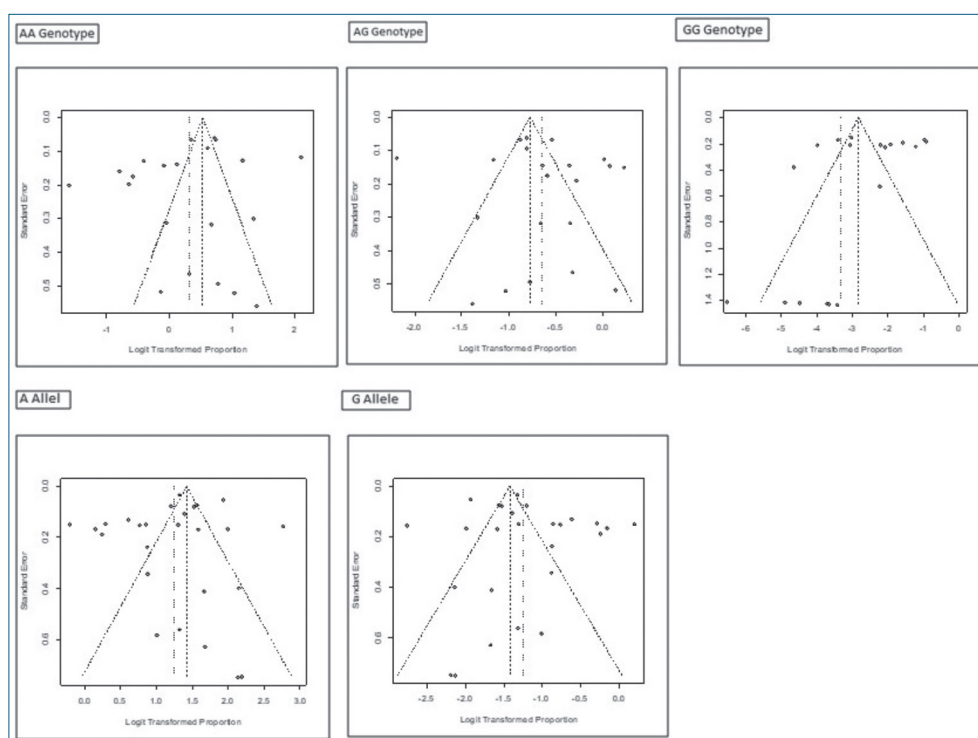 AA Genotype
AG Genotype
GG Genotype
Standard Error
0.0
0.1
0.2
0.3
0.4
0.5
-1 0 1 2
Logit Transformed Proportion
Standard Error
0.0
0.1
0.2
0.3
0.4
0.5
-2.0 -1.5 -1.0 -0.5 0.0
Logit Transformed Proportion
Standard Error
0.0
0.2
0.4
0.6
0.8
1.0
1.2
1.4
-6 -5 -4 -3 -2 -1 0
Logit Transformed Proportion
A Allel
G Allele
Standard Error
0.0
0.2
0.4
0.6
0.0 0.5 1.0 1.5 2.0 2.5 3.0
Logit Transformed Proportion
Standard Error
0.0
0.2
0.4
0.6
-2.5 -2.0 -1.5 -1.0 -0.5 0.0
Logit Transformed Proportion